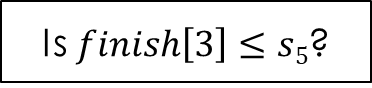 Is finish[3] ≤ s₅?